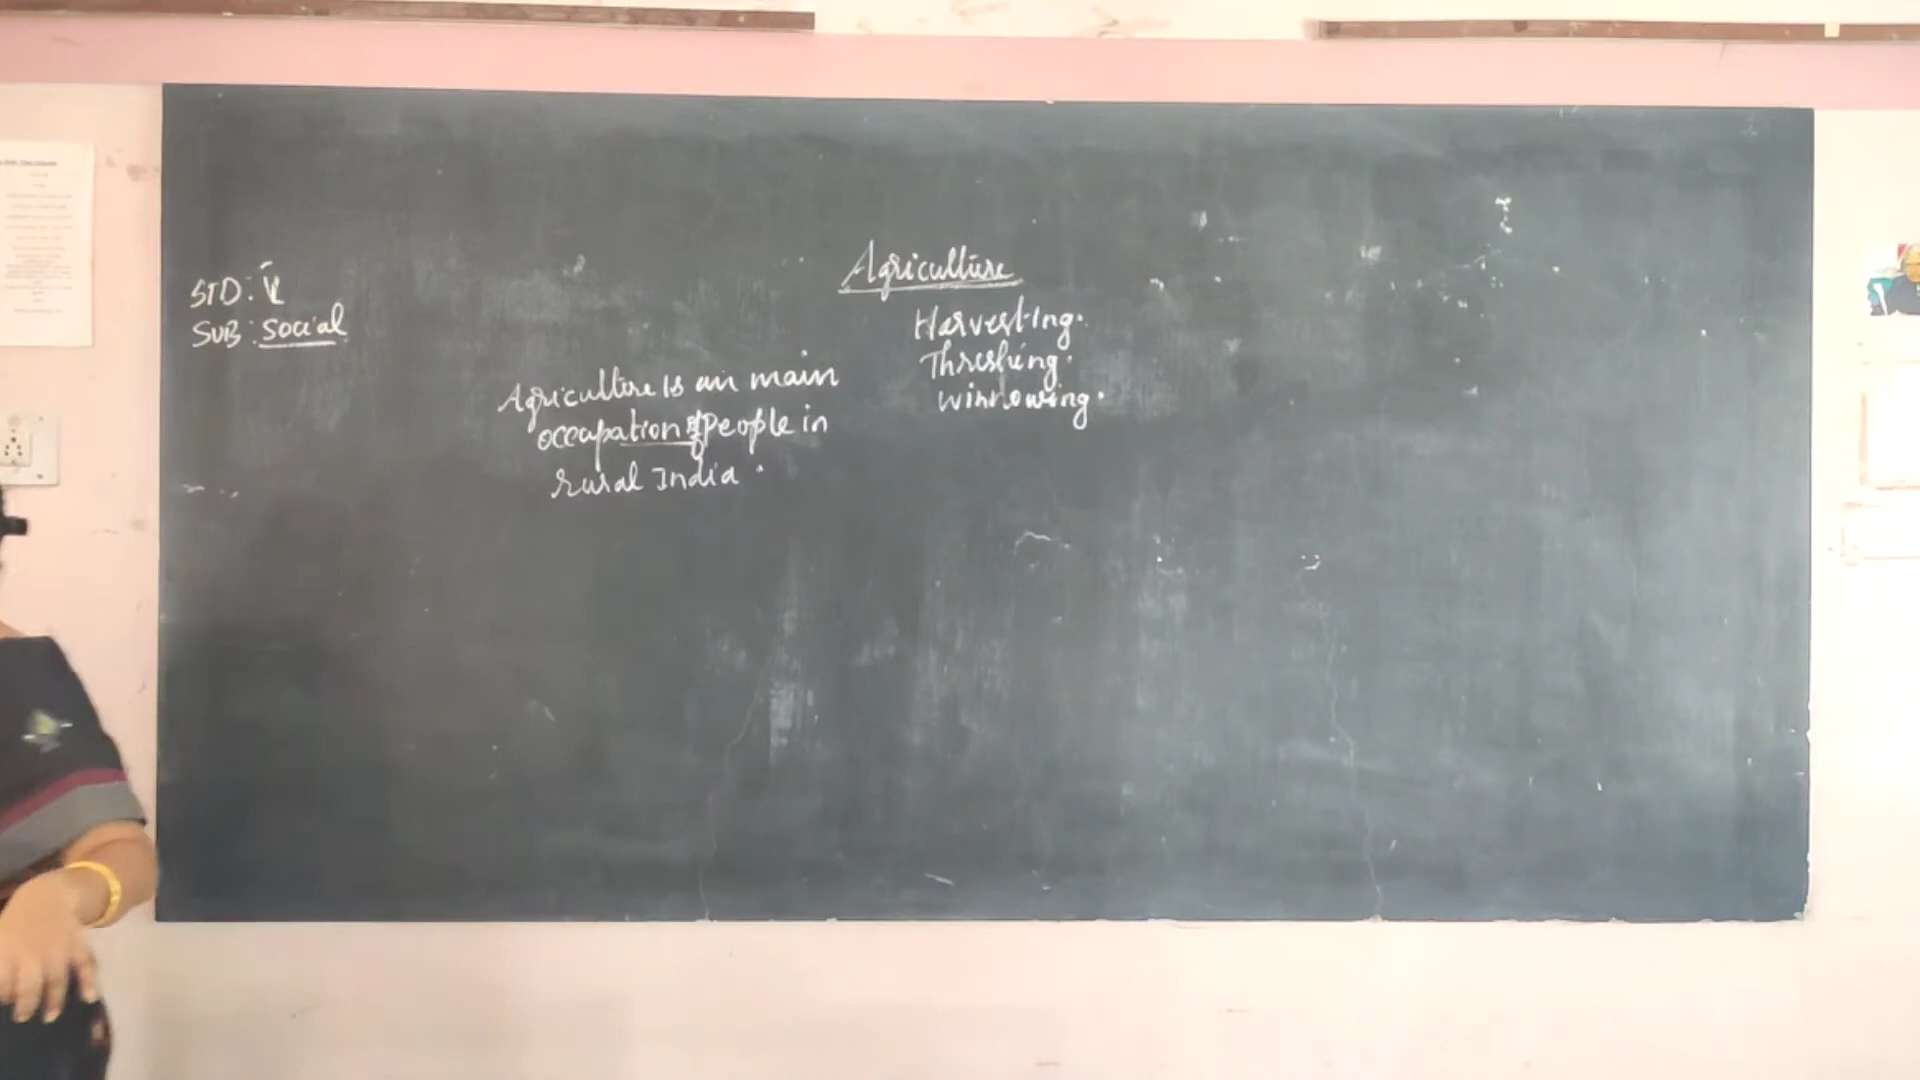 Agriculture
STD: V
SUB: Social
Harvesting.
Threshing.
winnowing.
Agriculture is an main
occupation of People in
rural India.